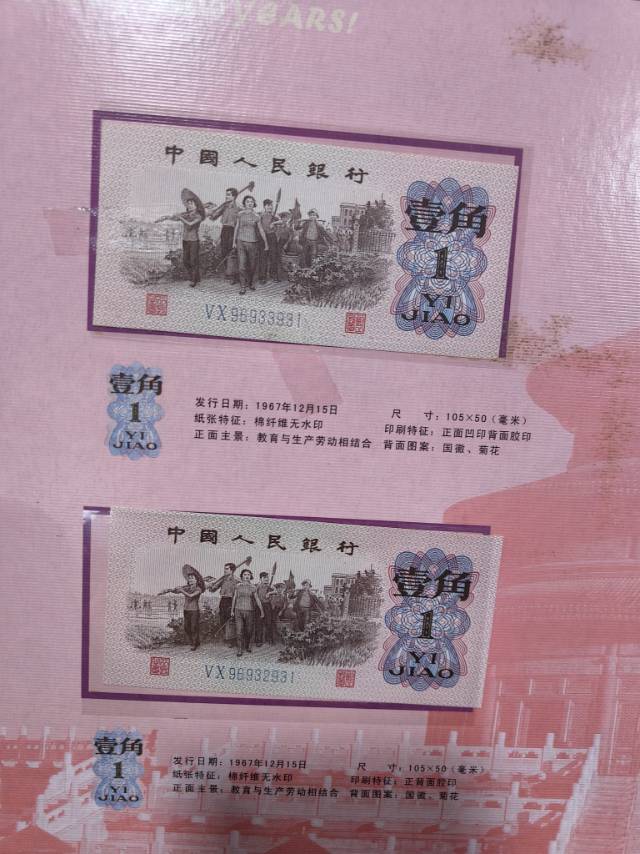 YEARS!
中國人民銀行
壹角
1
YI
JIAO
VX96933931
壹角
1
YI
JIAO
发行日期：1967年12月15日 尺 寸：105×50（毫米）
纸张特征：棉纤维无水印 印刷特征：正面凹印背面胶印
正面主景：教育与生产劳动相结合 背面图案：国徽、菊花
中國人民銀行
壹角
1
YI
JIAO
VX96932931
壹角
1
YI
JIAO
发行日期：1967年12月15日 尺 寸：105×50（毫米）
纸张特征：棉纤维无水印 印刷特征：正背面胶印
正面主景：教育与生产劳动相结合 背面图案：国徽、菊花